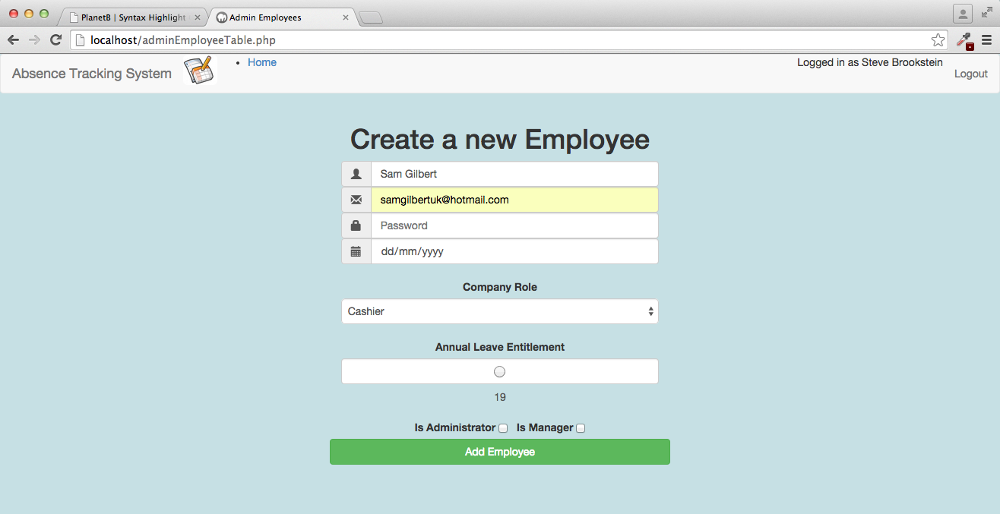 PlanetB | Syntax Highlight
Admin Employees
localhost/adminEmployeeTable.php
Absence Tracking System
Home
Logged in as Steve Brookstein
Logout
Create a new Employee
Sam Gilbert
samgilbertuk@hotmail.com
Password
dd/mm/yyyy
Company Role
Cashier
Annual Leave Entitlement
19
Is Administrator Is Manager
Add Employee